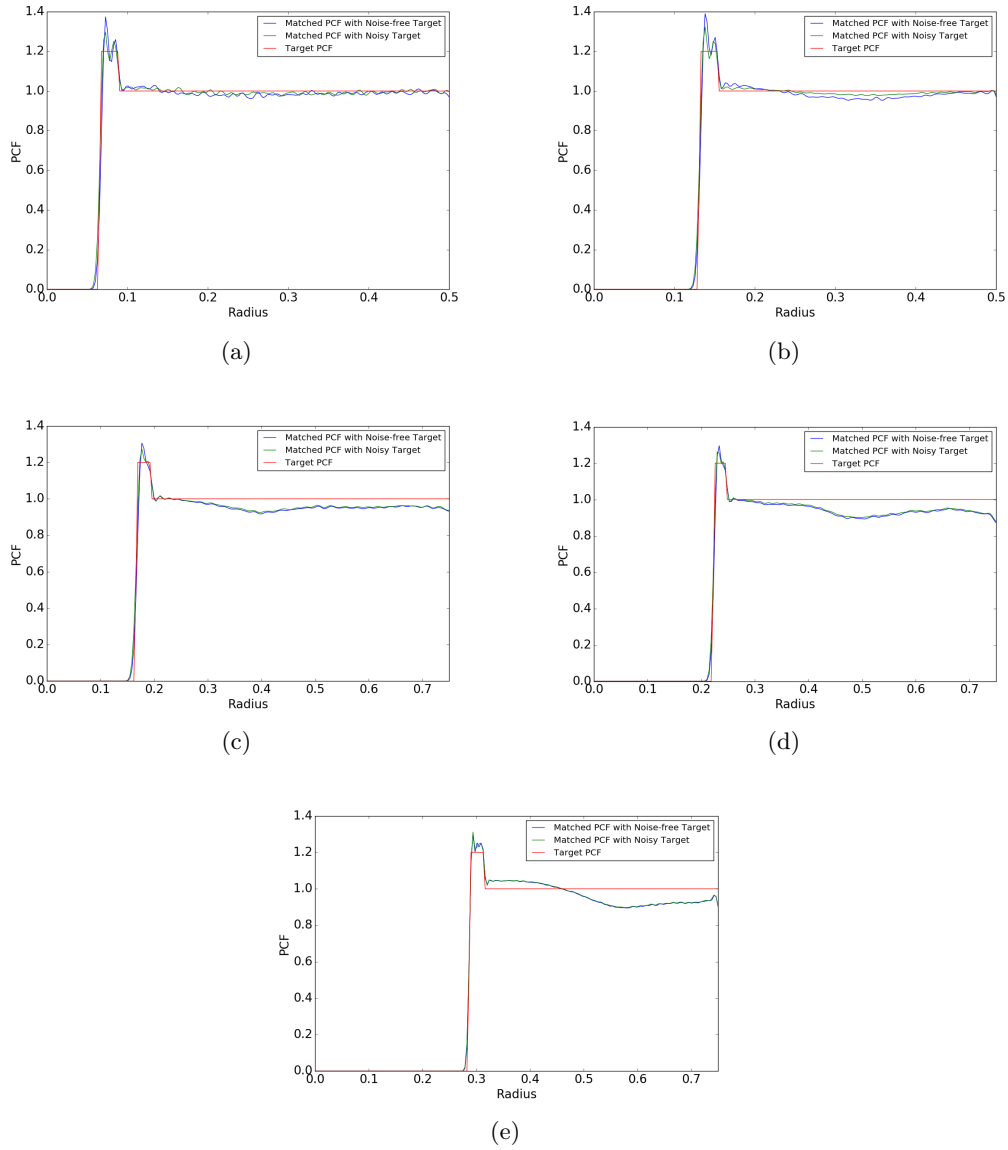 1.4
1.2
1.0
0.8
0.6
0.4
0.2
0.0
PCF
Matched PCF with Noise-free Target
Matched PCF with Noisy Target
Target PCF
0.0 0.1 0.2 0.3 0.4 0.5
Radius
(a)
1.4
1.2
1.0
0.8
0.6
0.4
0.2
0.0
PCF
Matched PCF with Noise-free Target
Matched PCF with Noisy Target
Target PCF
0.0 0.1 0.2 0.3 0.4 0.5
Radius
(b)
1.4
1.2
1.0
0.8
0.6
0.4
0.2
0.0
PCF
Matched PCF with Noise-free Target
Matched PCF with Noisy Target
Target PCF
0.0 0.1 0.2 0.3 0.4 0.5 0.6 0.7
Radius
(c)
1.4
1.2
1.0
0.8
0.6
0.4
0.2
0.0
PCF
Matched PCF with Noise-free Target
Matched PCF with Noisy Target
Target PCF
0.0 0.1 0.2 0.3 0.4 0.5 0.6 0.7
Radius
(d)
1.4
1.2
1.0
0.8
0.6
0.4
0.2
0.0
PCF
Matched PCF with Noise-free Target
Matched PCF with Noisy Target
Target PCF
0.0 0.1 0.2 0.3 0.4 0.5 0.6 0.7
Radius
(e)